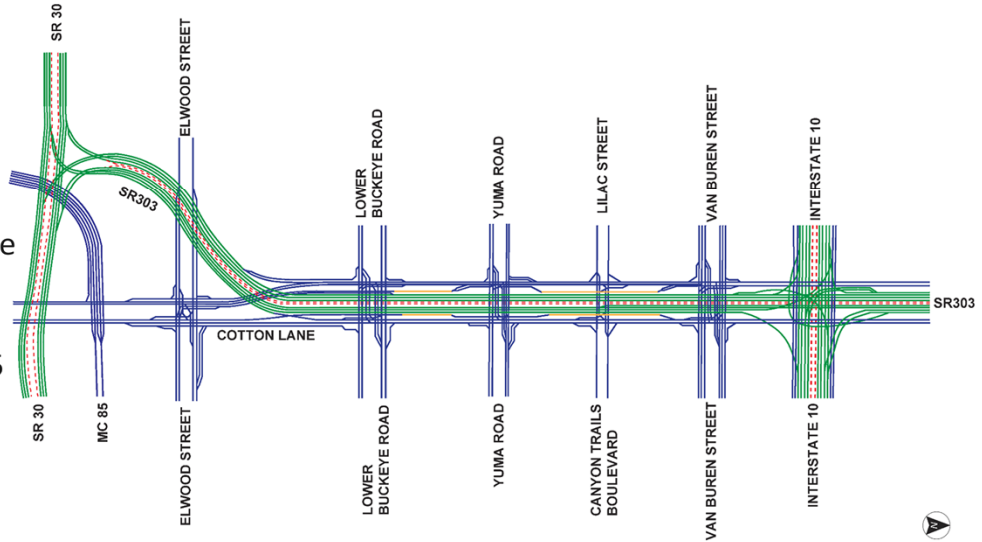 SR 30
ELWOOD STREET
LOWER
BUCKEYE ROAD
YUMA ROAD
LILAC STREET
VAN BUREN STREET
INTERSTATE 10
SR303
e
SR303
COTTON LANE
s
SR 30
MC 85
ELWOOD STREET
LOWER
BUCKEYE ROAD
YUMA ROAD
CANYON TRAILS
BOULEVARD
VAN BUREN STREET
INTERSTATE 10
N